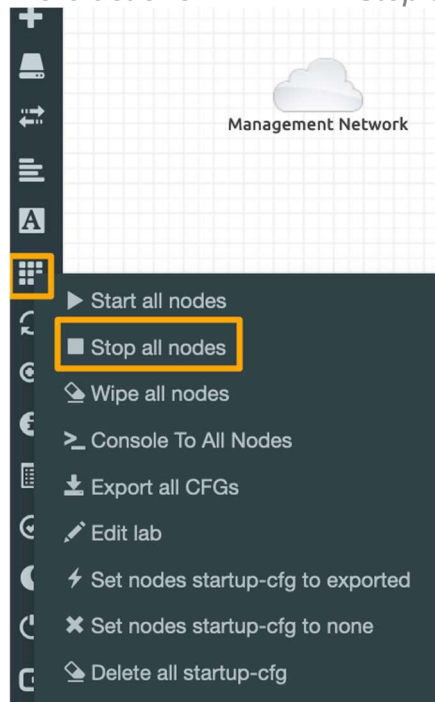 Management Network
A
Start all nodes
Stop all nodes
Wipe all nodes
Console To All Nodes
Export all CFGs
Edit lab
Set nodes startup-cfg to exported
Set nodes startup-cfg to none
Delete all startup-cfg